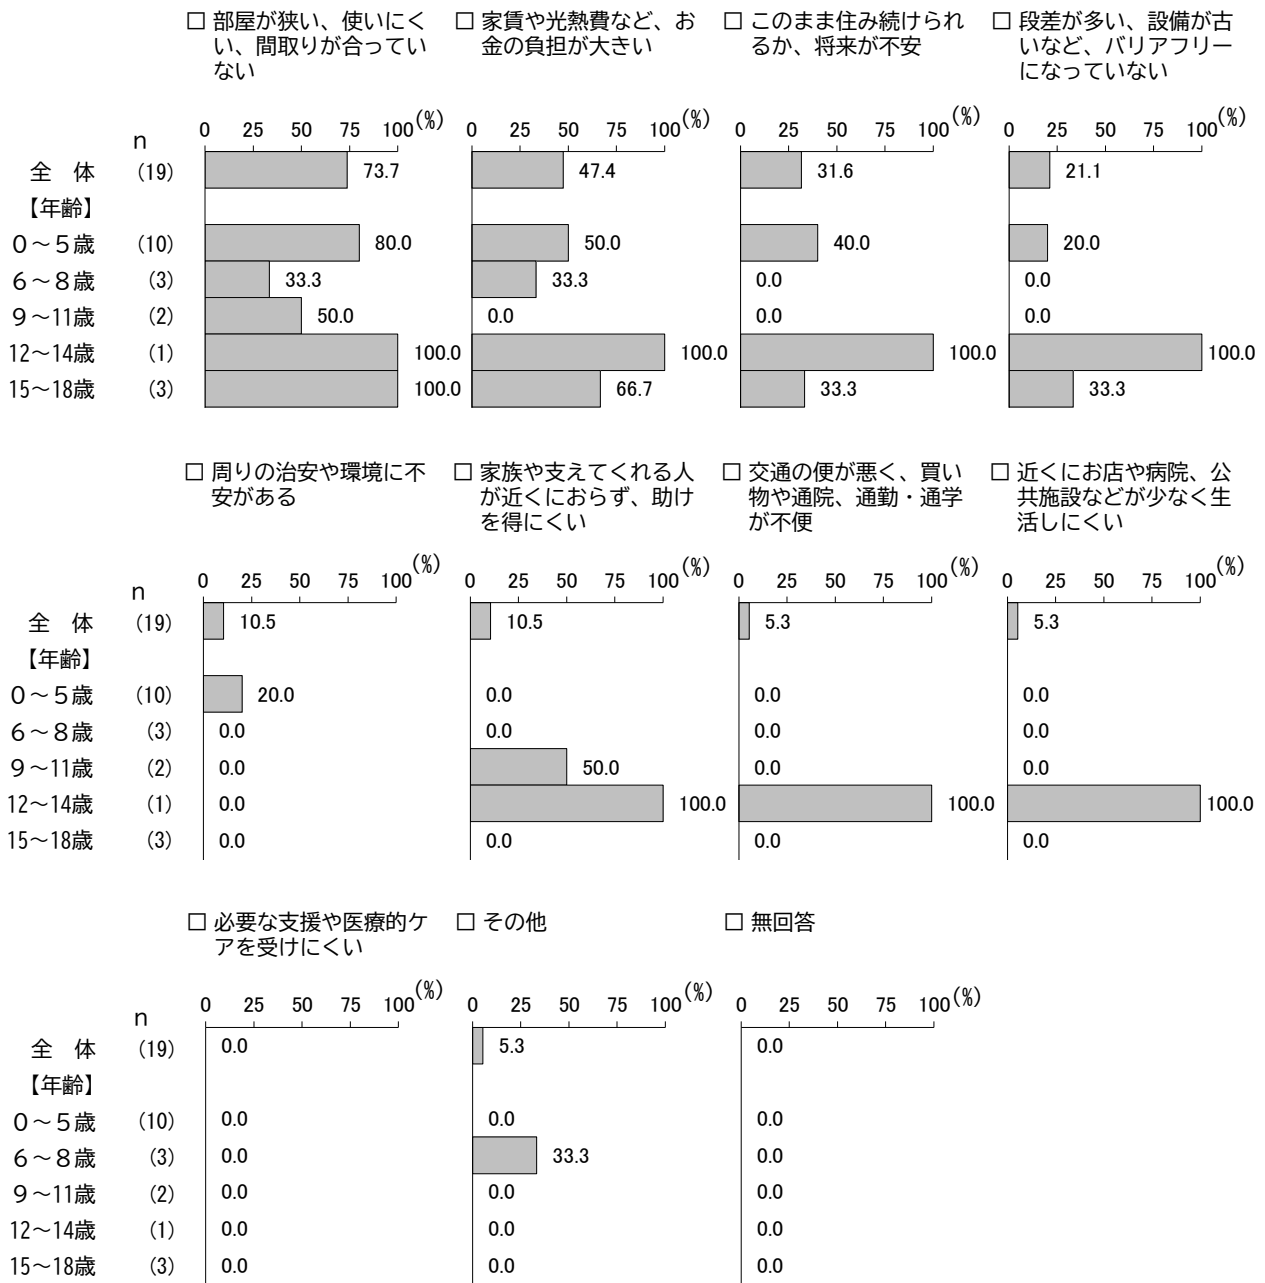 □ 部屋が狭い、使いにく
い、間取りが合ってい
ない
□ 家賃や光熱費など、お
金の負担が大きい
□ このまま住み続けられ
るか、将来が不安
□ 段差が多い、設備が古
いなど、バリアフリー
になっていない
n 0 25 50 75 100(%) 0 25 50 75 100(%) 0 25 50 75 100(%) 0 25 50 75 100(%)
全 体 (19) 73.7 47.4 31.6 21.1
【年齢】
0～5歳 (10) 80.0 50.0 40.0 20.0
6～8歳 (3) 33.3 33.3 0.0 0.0
9～11歳 (2) 50.0 0.0 0.0 0.0
12～14歳 (1) 100.0 100.0 100.0 100.0
15～18歳 (3) 100.0 66.7 33.3 33.3
□ 周りの治安や環境に不
安がある
□ 家族や支えてくれる人
が近くにおらず、助け
を得にくい
□ 交通の便が悪く、買い
物や通院、通勤・通学
が不便
□ 近くにお店や病院、公
共施設などが少なく生
活しにくい
n 0 25 50 75 100(%) 0 25 50 75 100(%) 0 25 50 75 100(%) 0 25 50 75 100(%)
全 体 (19) 10.5 10.5 5.3 5.3
【年齢】
0～5歳 (10) 20.0 0.0 0.0 0.0
6～8歳 (3) 0.0 0.0 0.0 0.0
9～11歳 (2) 0.0 50.0 0.0 0.0
12～14歳 (1) 0.0 100.0 100.0 100.0
15～18歳 (3) 0.0 0.0 0.0 0.0
□ 必要な支援や医療的ケ
アを受けにくい
□ その他
□ 無回答
n 0 25 50 75 100(%) 0 25 50 75 100(%) 0 25 50 75 100(%)
全 体 (19) 0.0 5.3 0.0
【年齢】
0～5歳 (10) 0.0 0.0 0.0
6～8歳 (3) 0.0 33.3 0.0
9～11歳 (2) 0.0 0.0 0.0
12～14歳 (1) 0.0 0.0 0.0
15～18歳 (3) 0.0 0.0 0.0